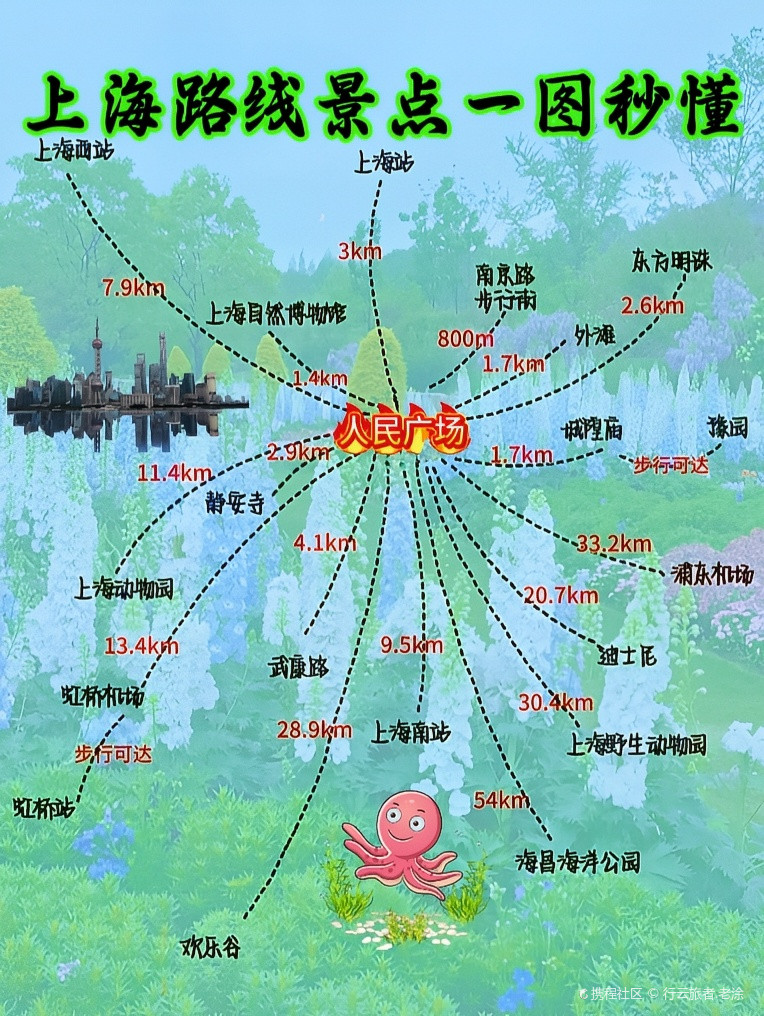 上海路线景点一图秒懂
上海西站
上海站
3km
南京路
步行街
东方明珠
7.9km
2.6km
上海自然博物馆
800m
外滩
1.7km
1.4km
人民广场
城隍庙
豫园
2.9km
1.7km
步行可达
11.4km
静安寺
4.1km
33.2km
浦东机场
上海动物园
20.7km
13.4km
9.5km
迪士尼
武康路
虹桥机场
30.4km
28.9km
上海南站
上海野生动物园
步行可达
虹桥站
54km
海昌海洋公园
欢乐谷
携程社区 © 行云旅者.老涂